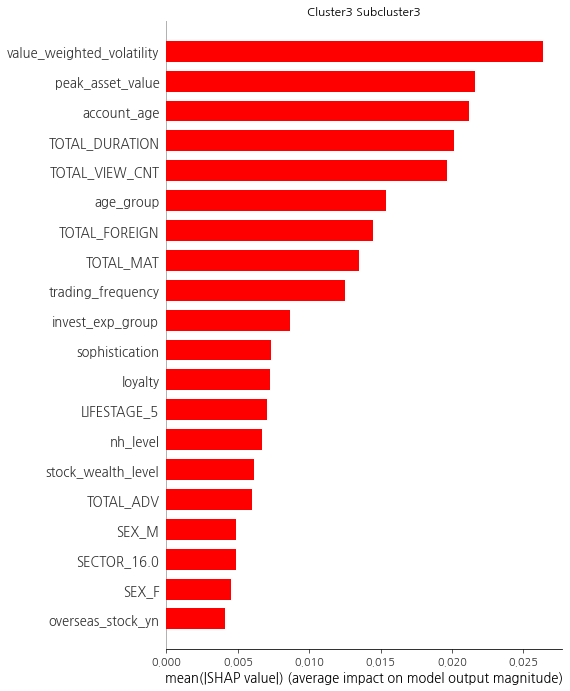 Cluster3 Subcluster3
value_weighted_volatility
peak_asset_value
account_age
TOTAL_DURATION
TOTAL_VIEW_CNT
age_group
TOTAL_FOREIGN
TOTAL_MAT
trading_frequency
invest_exp_group
sophistication
loyalty
LIFESTAGE_5
nh_level
stock_wealth_level
TOTAL_ADV
SEX_M
SECTOR_16.0
SEX_F
overseas_stock_yn
0.000 0.005 0.010 0.015 0.020 0.025
mean(|SHAP value|) (average impact on model output magnitude)